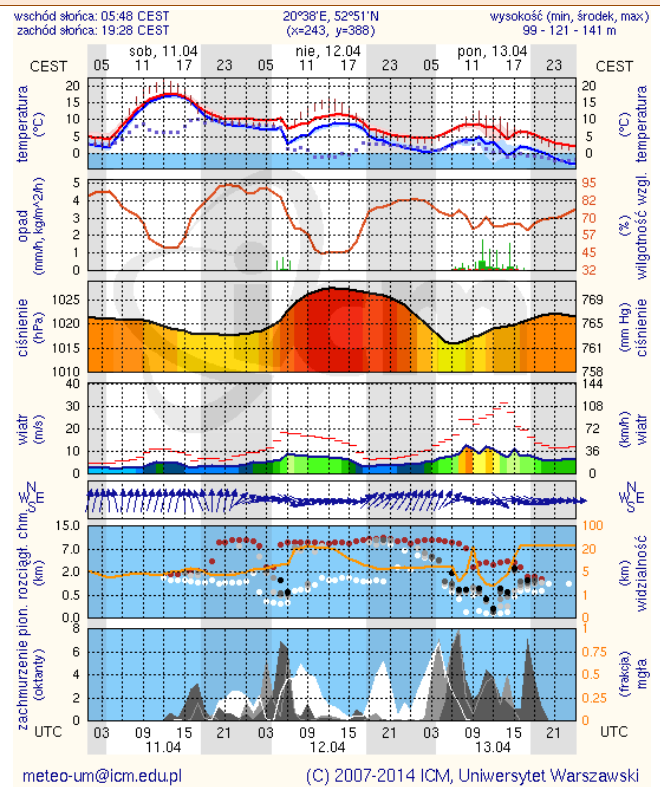 wschód słońca: 05:48 CEST 20°38'E, 52°51'N wysokość (min, środek, max)
zachód słońca: 19:28 CEST (x=243, y=388) 99 - 121 - 141 m
sob, 11.04 nie, 12.04 pon, 13.04
CEST 05 11 17 23 05 11 17 23 05 11 17 23 CEST
temperatura (°C) 20 15 10 5 0 20 15 10 5 0 (°C) temperatura
opad (mm/h, kg/m^2/h) 5 4 3 2 1 0 95 82 70 57 45 32 (%) wilgotność wzgl.
ciśnienie (hPa) 1025 1020 1015 1010 769 765 761 758 (mm Hg) ciśnienie
wiatr (m/s) 40 30 20 10 0 144 108 72 36 0 (km/h) wiatr
N W E S N W E S
pion. rozciągł. chm. (km) 15.0 7.0 2.0 0.5 0.0 100 20 5 1 0 (km) widzialność
zachmurzenie (oktanty) 8 6 4 2 0 1 0.75 0.5 0.25 0 (frakcja) mgła
UTC 03 09 15 21 03 09 15 21 03 09 15 21 UTC
11.04 12.04 13.04
meteo-um@icm.edu.pl (C) 2007-2014 ICM, Uniwersytet Warszawski
icm